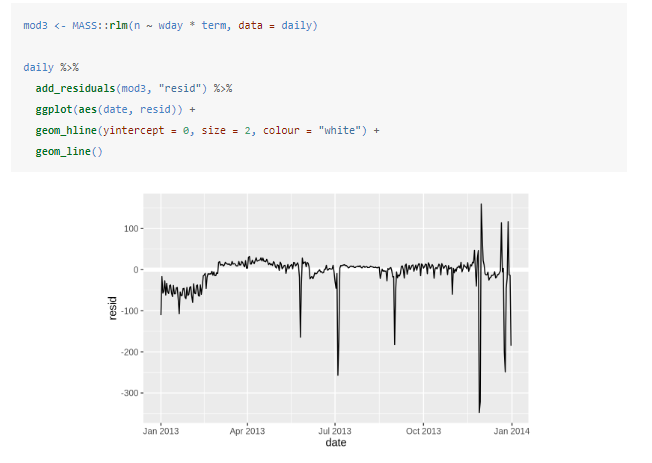 mod3 <- MASS::rlm(n ~ wday * term, data = daily)
daily %>%
add_residuals(mod3, "resid") %>%
ggplot(aes(date, resid)) +
geom_hline(yintercept = 0, size = 2, colour = "white") +
geom_line()
100
0
-100
-200
-300
resid
Jan 2013 Apr 2013 Jul 2013 Oct 2013 Jan 2014
date